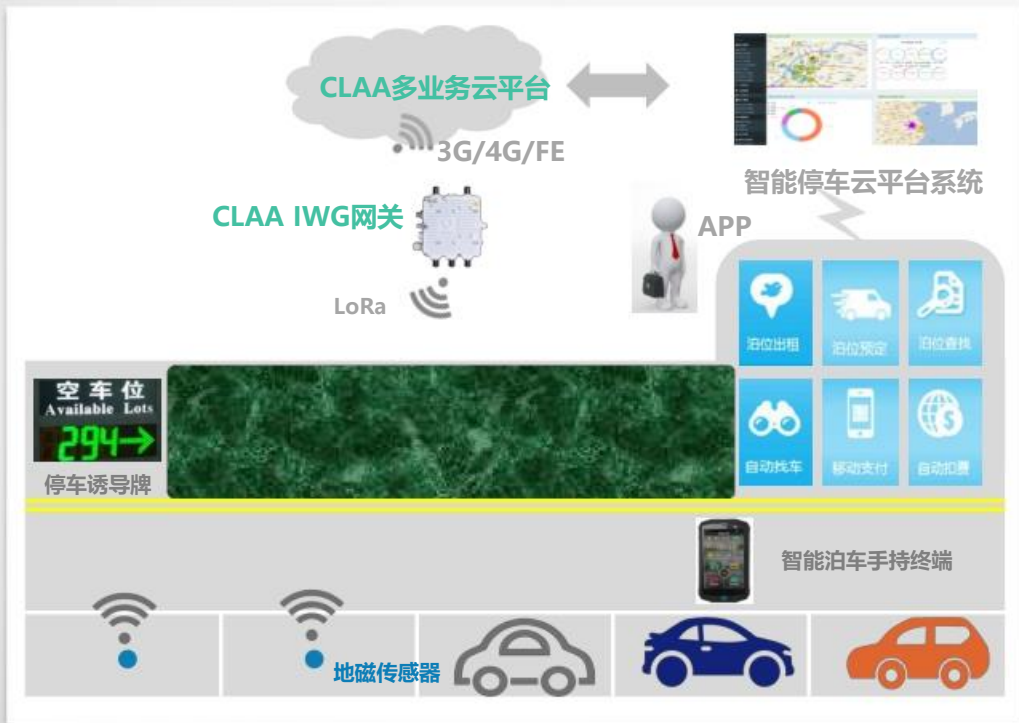 CLAA多业务云平台
3G/4G/FE
智能停车云平台系统
CLAA IWG网关
APP
LoRa
泊位出租
泊位预定
泊位查找
空车位
Available Lots
294→
停车诱导牌
自动找车
移动支付
自动扣费
智能泊车手持终端
地磁传感器